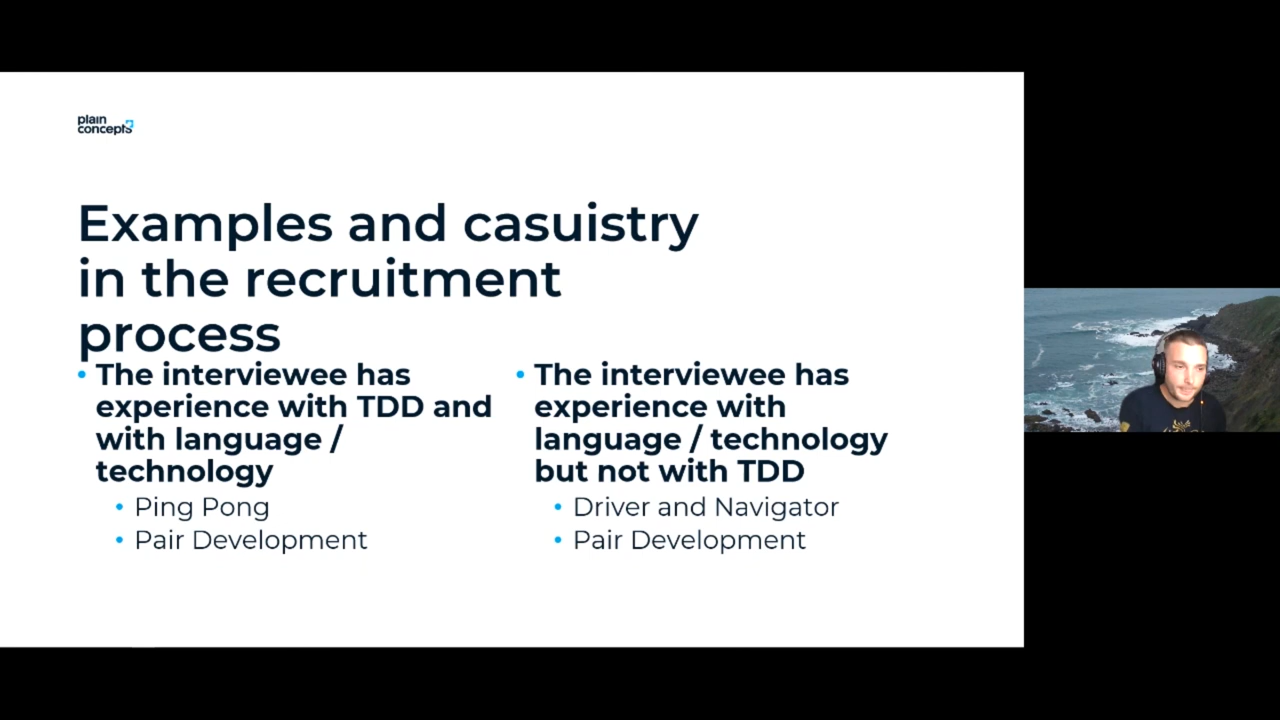 plain
concepts
Examples and casuistry
in the recruitment
process
The interviewee has
experience with TDD and
with language /
technology
Ping Pong
Pair Development
The interviewee has
experience with
language / technology
but not with TDD
Driver and Navigator
Pair Development